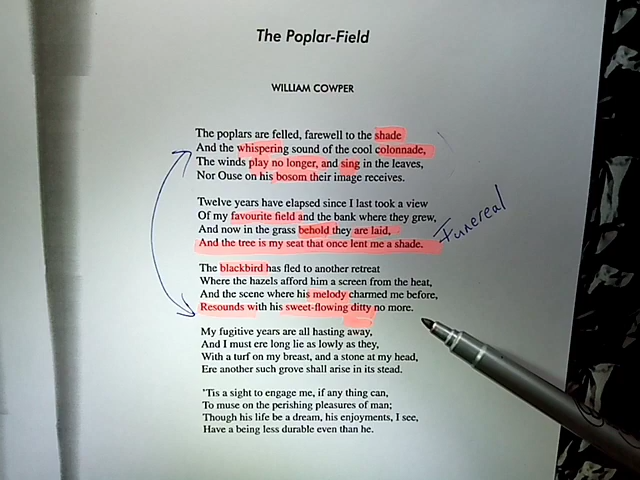 The Poplar-Field
WILLIAM COWPER
The poplars are felled, farewell to the shade
And the whispering sound of the cool colonnade,
The winds play no longer, and sing in the leaves,
Nor Ouse on his bosom their image receives.
Twelve years have elapsed since I last took a view
Of my favourite field and the bank where they grew,
And now in the grass behold they are laid,
And the tree is my seat that once lent me a shade.
Funereal
The blackbird has fled to another retreat
Where the hazels afford him a screen from the heat,
And the scene where his melody charmed me before,
Resounds with his sweet-flowing ditty no more.
My fugitive years are all hasting away,
And I must ere long lie as lowly as they,
With a turf on my breast, and a stone at my head,
Ere another such grove shall arise in its stead.
'Tis a sight to engage me, if any thing can,
To muse on the perishing pleasures of man;
Though his life be a dream, his enjoyments, I see,
Have a being less durable even than he.